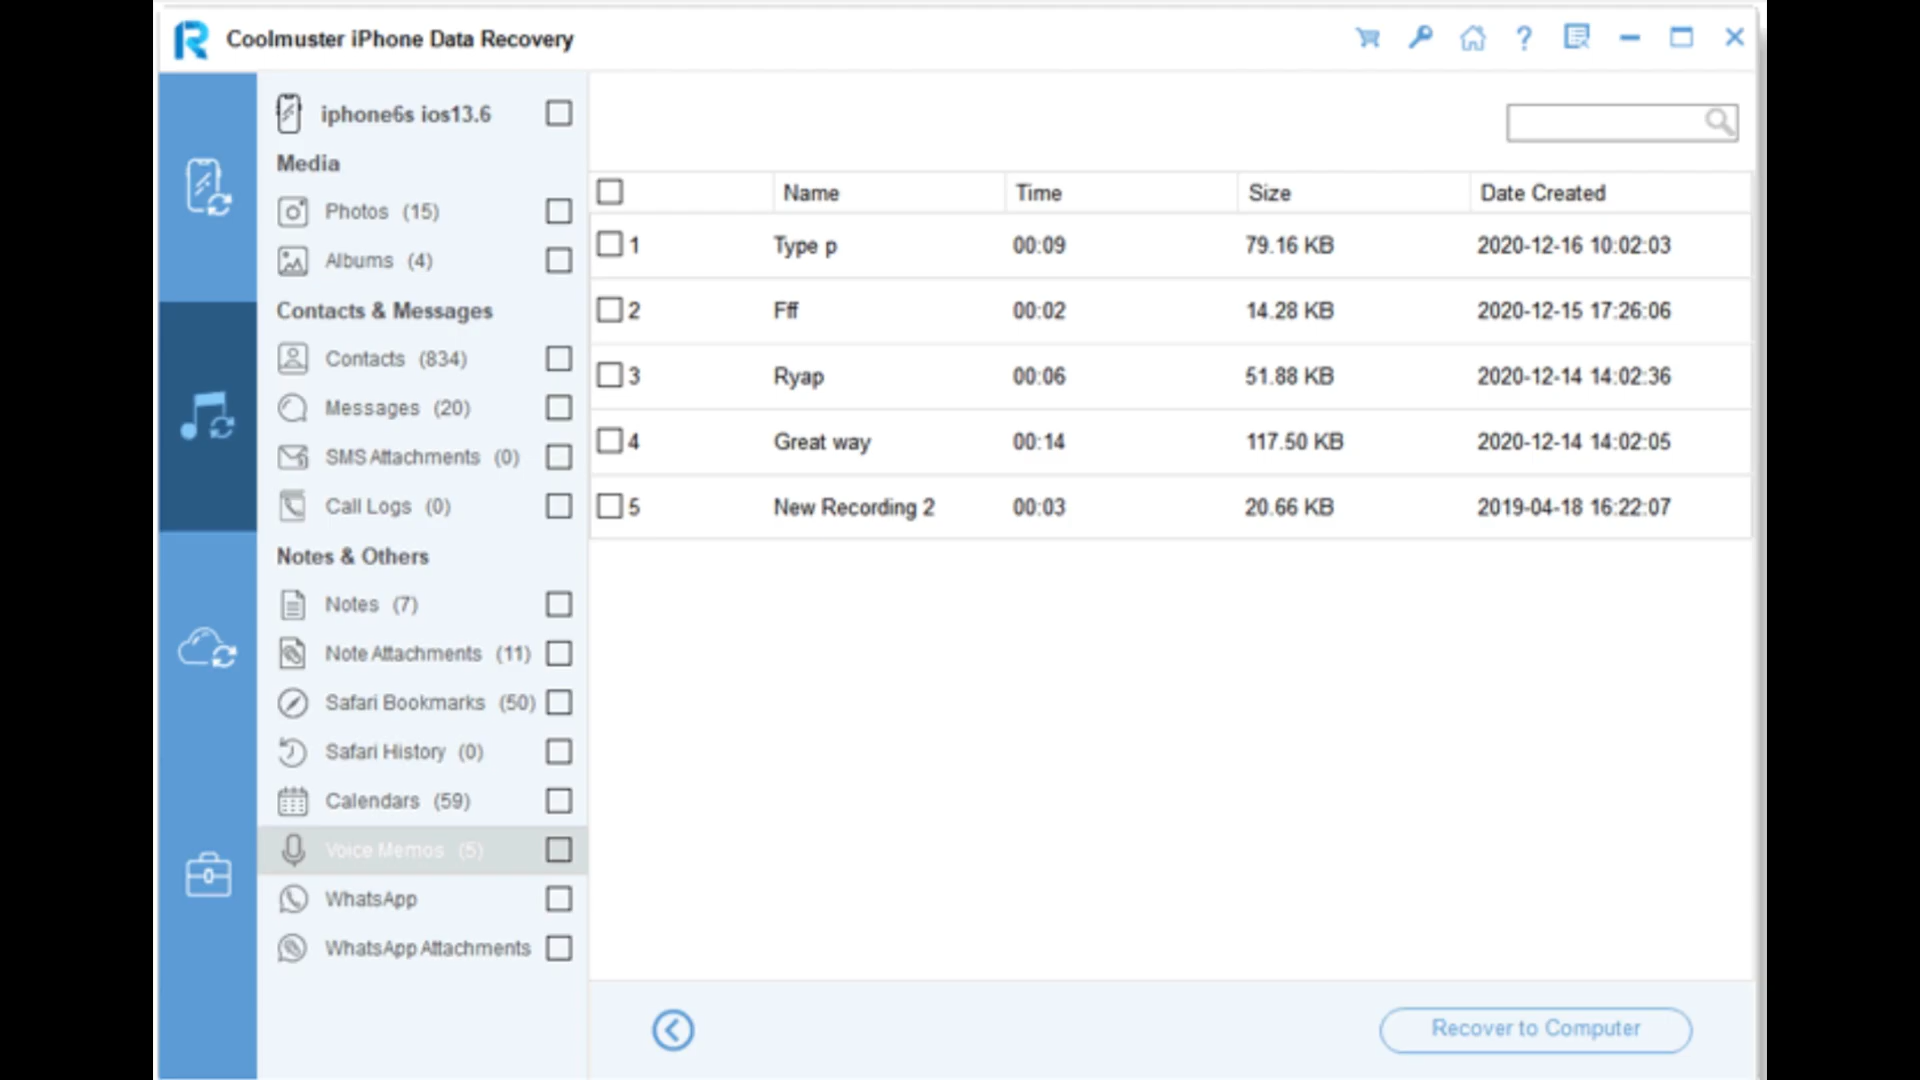 Coolmuster iPhone Data Recovery
iphone6s ios13.6
Media
Photos (15)
Albums (4)
Contacts & Messages
Contacts (834)
Messages (20)
SMS Attachments (0)
Call Logs (0)
Notes & Others
Notes (7)
Note Attachments (11)
Safari Bookmarks (50)
Safari History (0)
Calendars (59)
Voice Memos (5)
WhatsApp
WhatsApp Attachments
Name Time Size Date Created
1 Type p 00:09 79.16 KB 2020-12-16 10:02:03
2 Fff 00:02 14.28 KB 2020-12-15 17:26:06
3 Ryap 00:06 51.88 KB 2020-12-14 14:02:36
4 Great way 00:14 117.50 KB 2020-12-14 14:02:05
5 New Recording 2 00:03 20.66 KB 2019-04-18 16:22:07
Recover to Computer